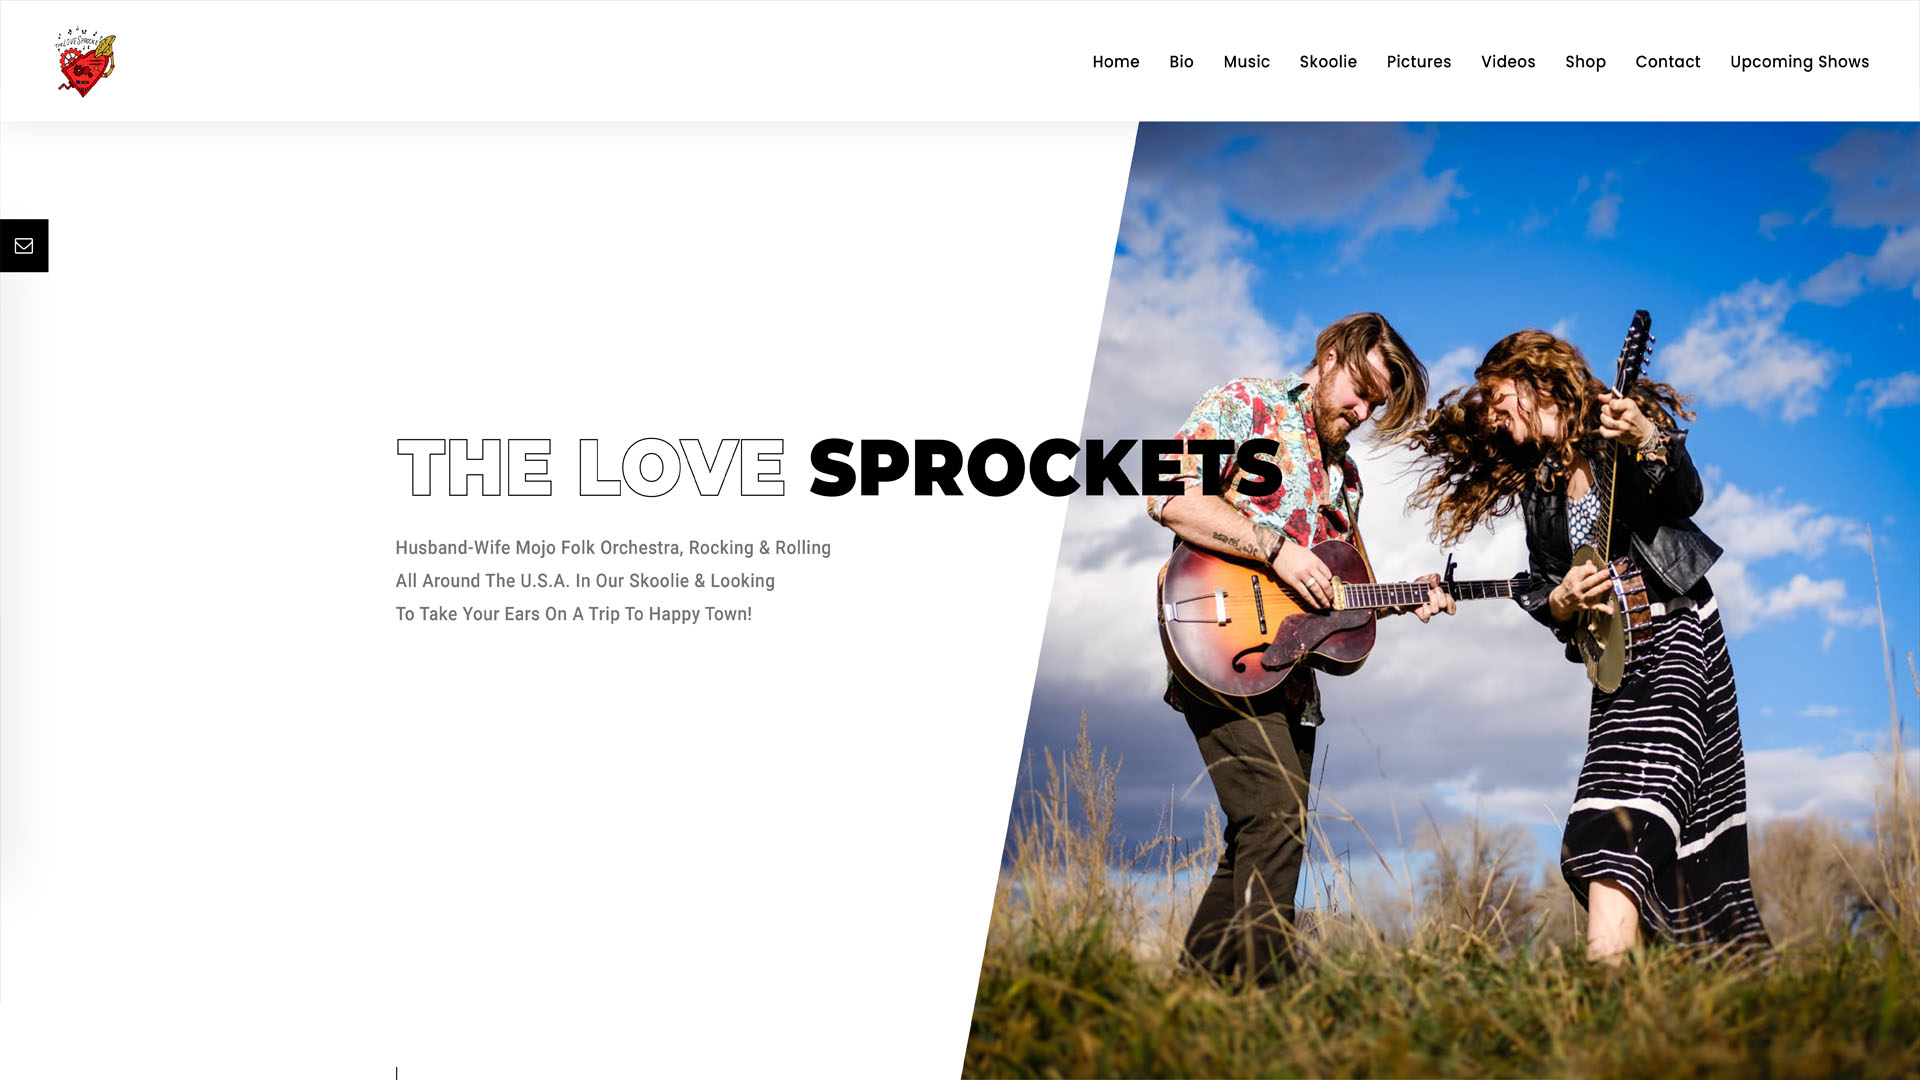 THE LOVE SPROCKETS
Home Bio Music Skoolie Pictures Videos Shop Contact Upcoming Shows
THE LOVE SPROCKETS
Husband-Wife Mojo Folk Orchestra, Rocking & Rolling
All Around The U.S.A. In Our Skoolie & Looking
To Take Your Ears On A Trip To Happy Town!